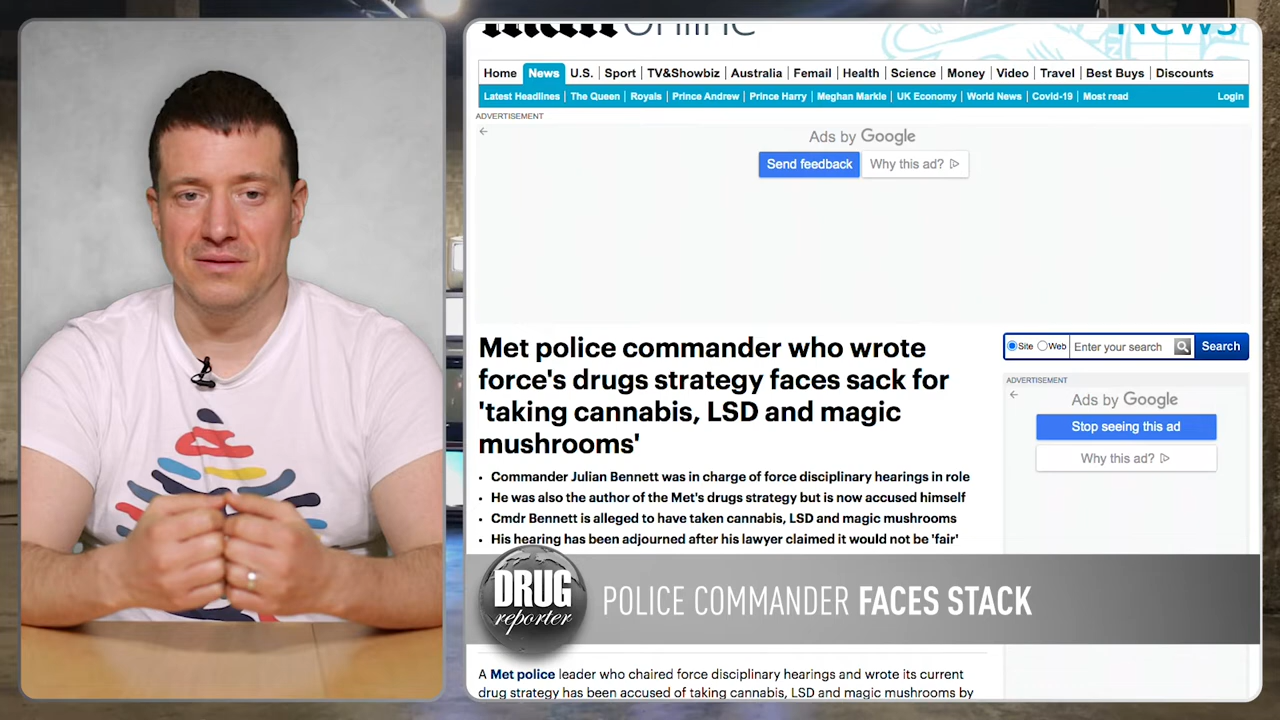 Online
NEWS
Home News U.S. Sport TV&Showbiz Australia Femail Health Science Money Video Travel Best Buys Discounts
Latest Headlines The Queen Royals Prince Andrew Prince Harry Meghan Markle UK Economy World News Covid-19 Most read Login
ADVERTISEMENT
Ads by Google
Send feedback Why this ad?
Met police commander who wrote
force's drugs strategy faces sack for
'taking cannabis, LSD and magic
mushrooms'
Site Web Enter your search Search
ADVERTISEMENT
Ads by Google
Stop seeing this ad
Why this ad?
• Commander Julian Bennett was in charge of force disciplinary hearings in role
• He was also the author of the Met's drugs strategy but is now accused himself
• Cmdr Bennett is alleged to have taken cannabis, LSD and magic mushrooms
• His hearing has been adjourned after his lawyer claimed it would not be 'fair'
DRUG
reporter
POLICE COMMANDER FACES STACK
A Met police leader who chaired force disciplinary hearings and wrote its current
drug strategy has been accused of taking cannabis, LSD and magic mushrooms by